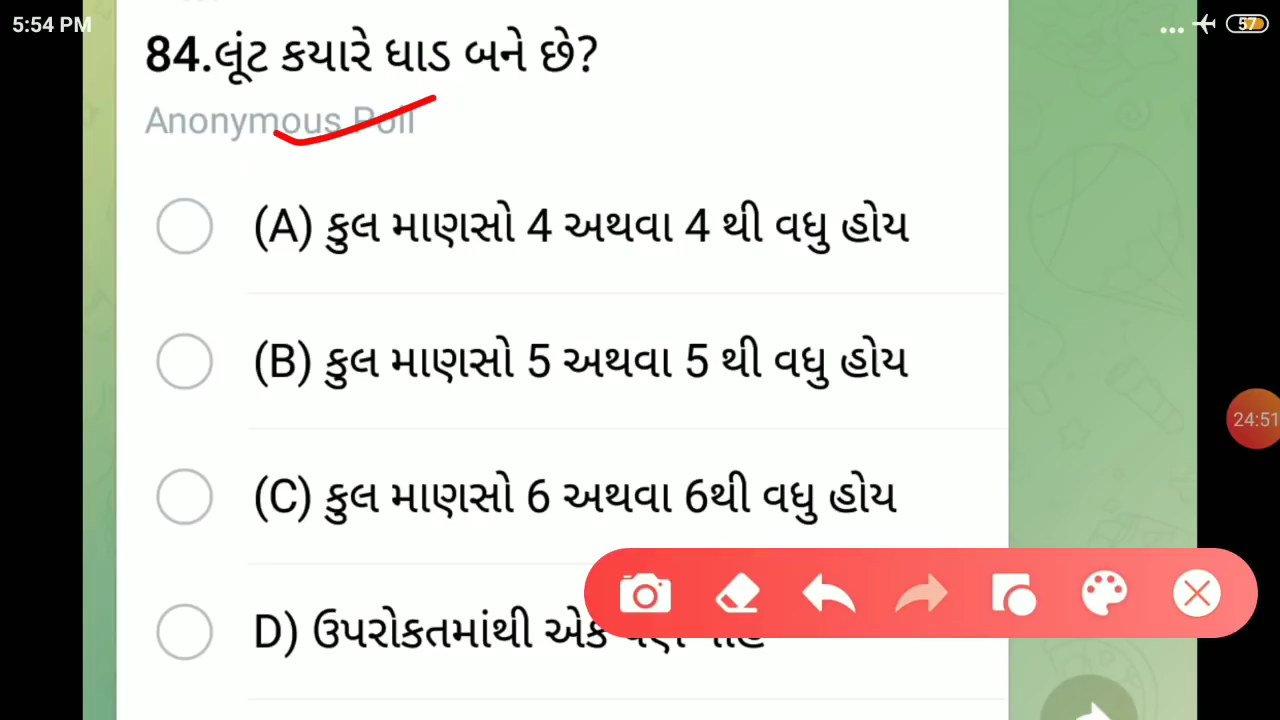 5:54 PM
57
84.લૂંટ કયારે ધાડ બને છે?
Anonymous Poll
(A) કુલ માણસો 4 અથવા 4 થી વધુ હોય
(B) કુલ માણસો 5 અથવા 5 થી વધુ હોય
(C) કુલ માણસો 6 અથવા 6થી વધુ હોય
24:51
D) ઉપરોકતમાંથી એક